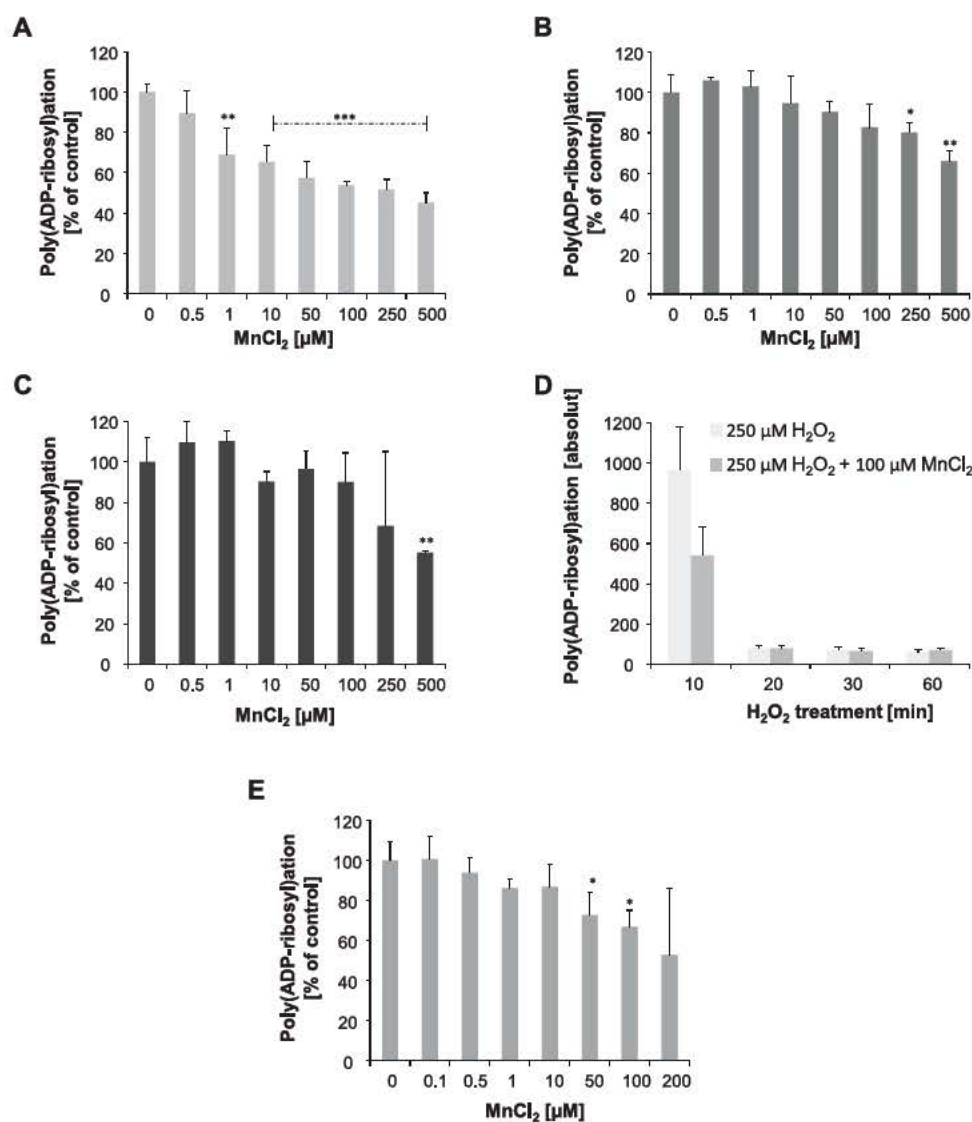 A
Poly(ADP-ribosyl)ation
[% of control]
120
100
80
60
40
20
0
**
***
0 0.5 1 10 50 100 250 500
MnCl₂ [µM]
B
Poly(ADP-ribosyl)ation
[% of control]
120
100
80
60
40
20
0
*
**
0 0.5 1 10 50 100 250 500
MnCl₂ [µM]
C
Poly(ADP-ribosyl)ation
[% of control]
120
100
80
60
40
20
0
**
0 0.5 1 10 50 100 250 500
MnCl₂ [µM]
D
Poly(ADP-ribosyl)ation [absolut]
1200
1000
800
600
400
200
0
250 µM H₂O₂
250 µM H₂O₂ + 100 µM MnCl₂
10 20 30 60
H₂O₂ treatment [min]
E
Poly(ADP-ribosyl)ation
[% of control]
120
100
80
60
40
20
0
*
*
0 0.1 0.5 1 10 50 100 200
MnCl₂ [µM]